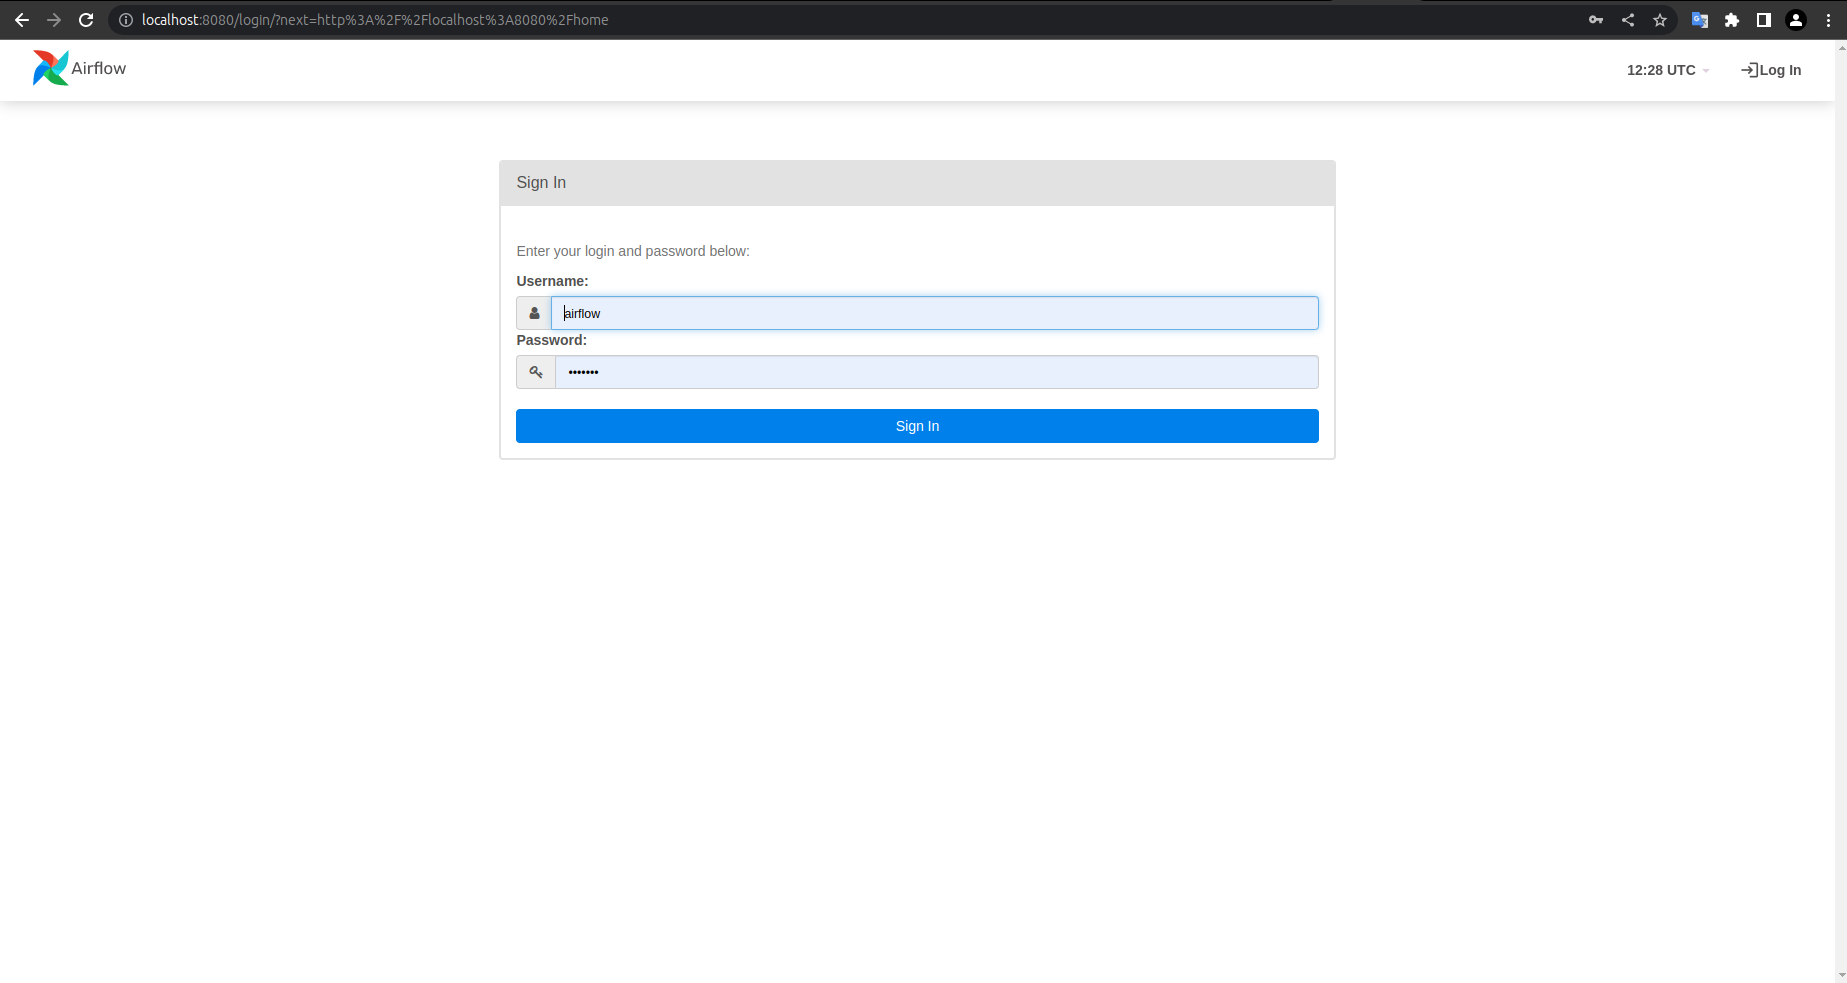 localhost:8080/login/?next=http%3A%2F%2Flocalhost%3A8080%2Fhome
Airflow
12:28 UTC
Log In
Sign In
Enter your login and password below:
Username:
airflow
Password:
•••••••
Sign In